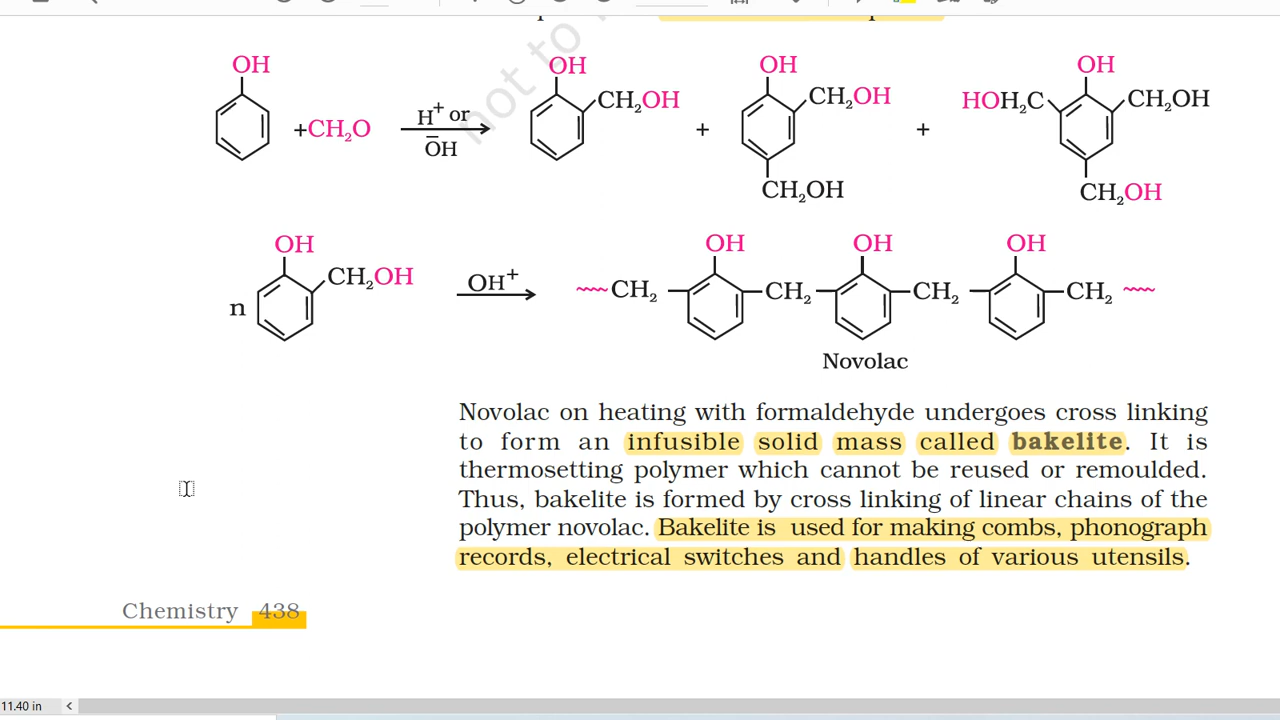 not to
OH OH OH OH
+CH₂O H⁺ or O̅H CH₂OH + CH₂OH + HOH₂C CH₂OH
CH₂OH CH₂OH
OH OH OH OH
n CH₂OH OH⁺ CH₂ CH₂ CH₂ CH₂
Novolac
Novolac on heating with formaldehyde undergoes cross linking
to form an infusible solid mass called bakelite. It is
thermosetting polymer which cannot be reused or remoulded.
Thus, bakelite is formed by cross linking of linear chains of the
polymer novolac. Bakelite is used for making combs, phonograph
records, electrical switches and handles of various utensils.
Chemistry 438
11.40 in